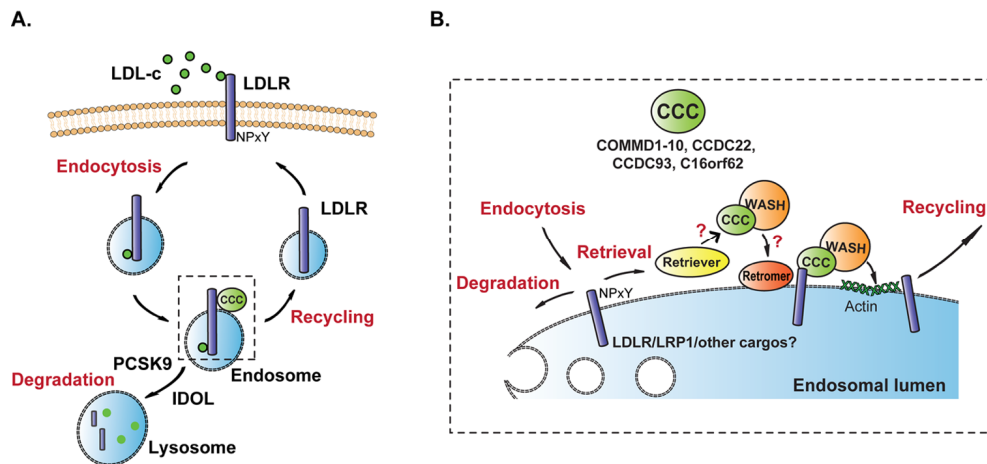 A.
LDL-c
LDLR
NPxY
Endocytosis
LDLR
CCC
Recycling
PCSK9
Endosome
Degradation
IDOL
Lysosome
B.
CCC
COMMD1-10, CCDC22,
CCDC93, C16orf62
Endocytosis
Recycling
WASH
CCC
?
?
Retrieval
Retriever
WASH
CCC
Degradation
Retromer
NPxY
Actin
LDLR/LRP1/other cargos?
Endosomal lumen